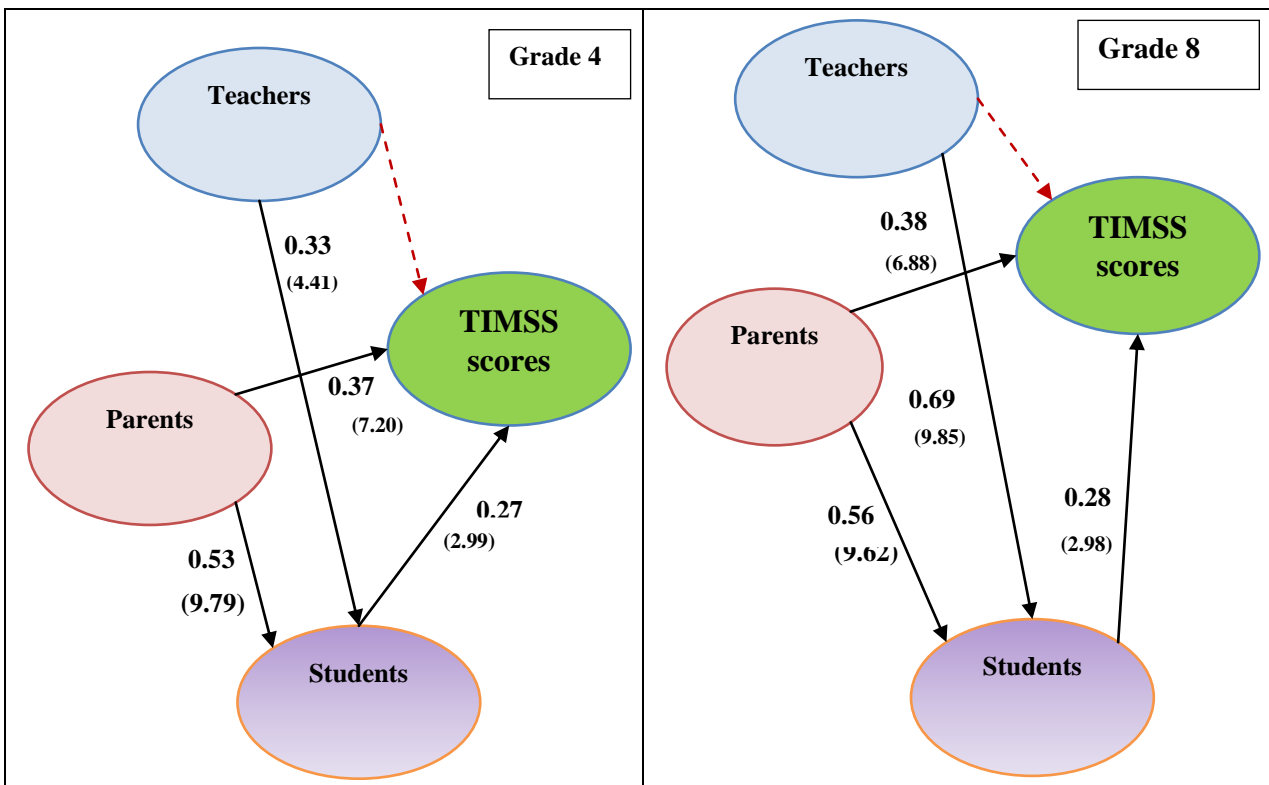 Grade 4
Teachers
0.33
(4.41)
TIMSS
scores
Parents
0.37
(7.20)
0.27
(2.99)
0.53
(9.79)
Students
Grade 8
Teachers
0.38
(6.88)
TIMSS
scores
Parents
0.69
(9.85)
0.56
(9.62)
0.28
(2.98)
Students